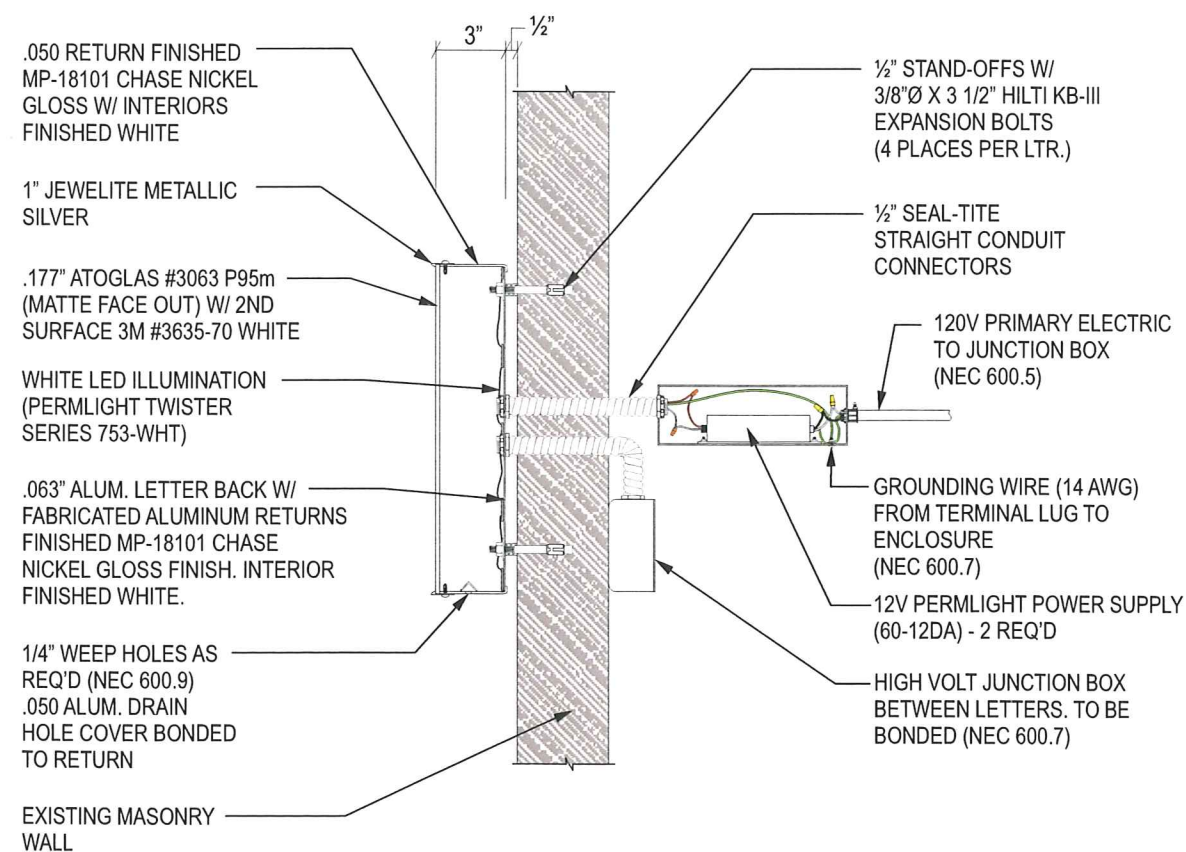 3"
½"
.050 RETURN FINISHED
MP-18101 CHASE NICKEL
GLOSS W/ INTERIORS
FINISHED WHITE
1" JEWELITE METALLIC
SILVER
.177" ATOGLAS #3063 P95m
(MATTE FACE OUT) W/ 2ND
SURFACE 3M #3635-70 WHITE
WHITE LED ILLUMINATION
(PERMLIGHT TWISTER
SERIES 753-WHT)
.063" ALUM. LETTER BACK W/
FABRICATED ALUMINUM RETURNS
FINISHED MP-18101 CHASE
NICKEL GLOSS FINISH. INTERIOR
FINISHED WHITE.
1/4" WEEP HOLES AS
REQ'D (NEC 600.9)
.050 ALUM. DRAIN
HOLE COVER BONDED
TO RETURN
EXISTING MASONRY
WALL
½" STAND-OFFS W/
3/8"Ø X 3 1/2" HILTI KB-III
EXPANSION BOLTS
(4 PLACES PER LTR.)
½" SEAL-TITE
STRAIGHT CONDUIT
CONNECTORS
120V PRIMARY ELECTRIC
TO JUNCTION BOX
(NEC 600.5)
GROUNDING WIRE (14 AWG)
FROM TERMINAL LUG TO
ENCLOSURE
(NEC 600.7)
12V PERMLIGHT POWER SUPPLY
(60-12DA) - 2 REQ'D
HIGH VOLT JUNCTION BOX
BETWEEN LETTERS. TO BE
BONDED (NEC 600.7)